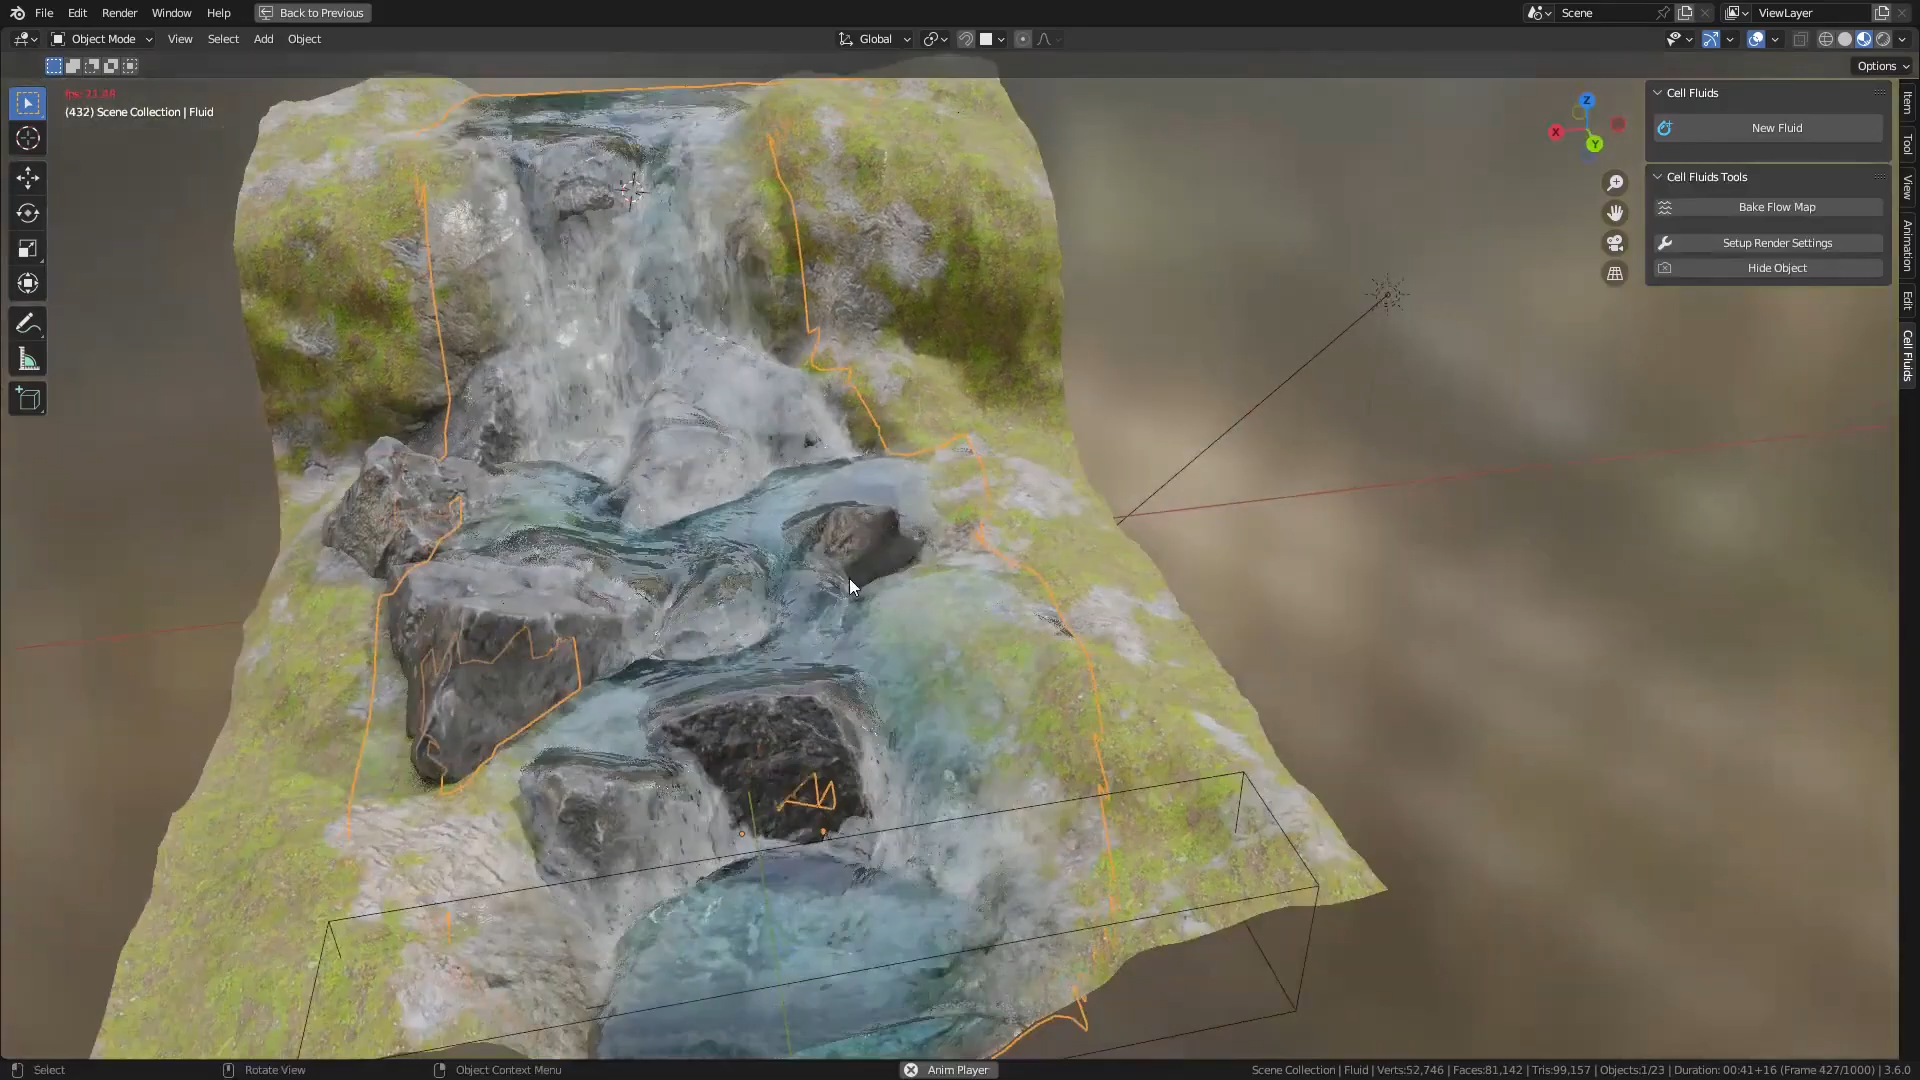 File Edit Render Window Help Back to Previous Scene ViewLayer
Object Mode View Select Add Object Global
Options
fps: 21.48
(432) Scene Collection | Fluid
Z
X
Y
Cell Fluids
New Fluid
Cell Fluids Tools
Bake Flow Map
Setup Render Settings
Hide Object
Item
Tool
View
Animation
Edit
Cell Fluids
Select Rotate View Object Context Menu Anim Player Scene Collection | Fluid | Verts:52,746 | Faces:81,142 | Tris:99,157 | Objects:1/23 | Duration: 00:41+16 (Frame 427/1000) | 3.6.0